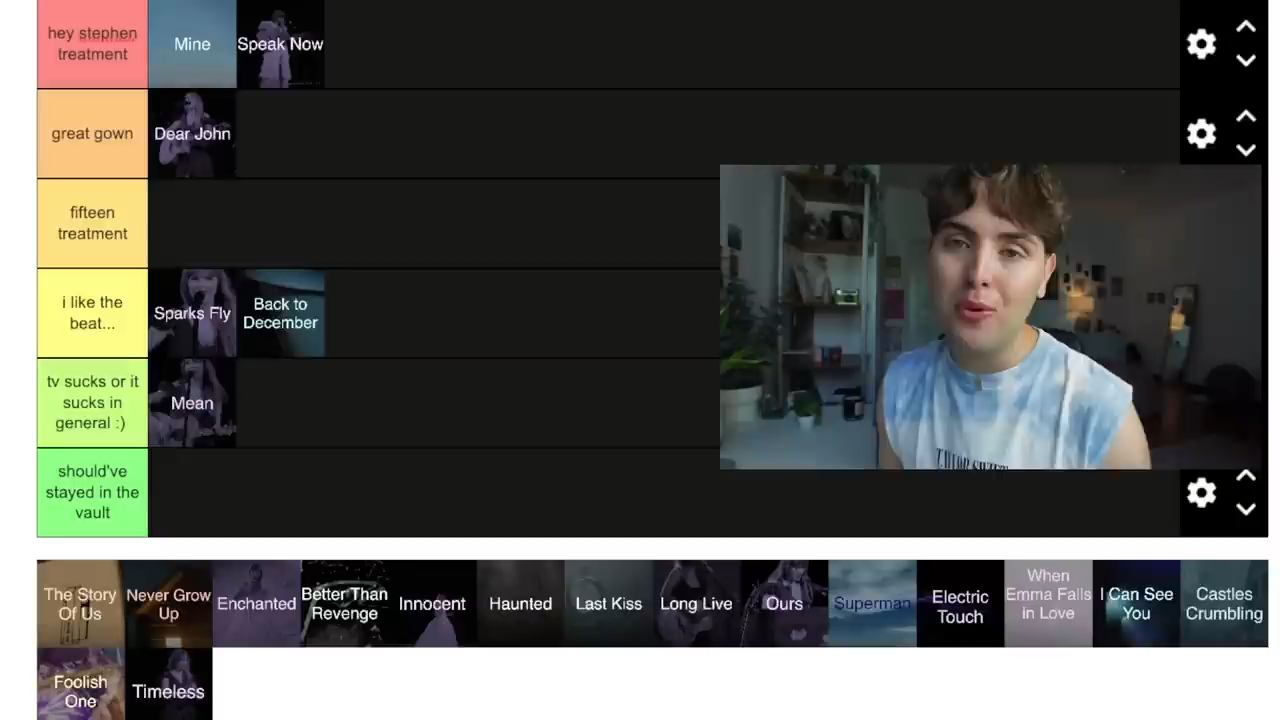 hey stephen
treatment
Mine
Speak Now
great gown
Dear John
fifteen
treatment
i like the
beat...
Sparks Fly
Back to
December
tv sucks or it
sucks in
general :)
Mean
should've
stayed in the
vault
The Story
Of Us
Never Grow
Up
Enchanted
Better Than
Revenge
Innocent
Haunted
Last Kiss
Long Live
Ours
Superman
Electric
Touch
When
Emma Falls
in Love
I Can See
You
Castles
Crumbling
Foolish
One
Timeless